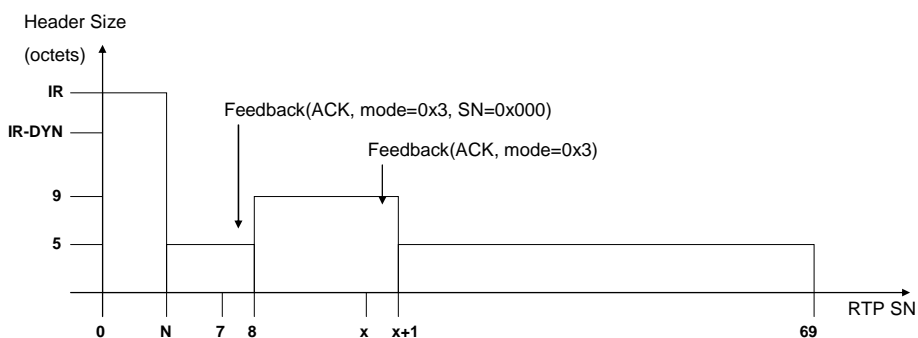 Header Size
(octets)
IR
Feedback(ACK, mode=0x3, SN=0x000)
IR-DYN
Feedback(ACK, mode=0x3)
9
5
RTP SN
0 N 7 8 x x+1 69